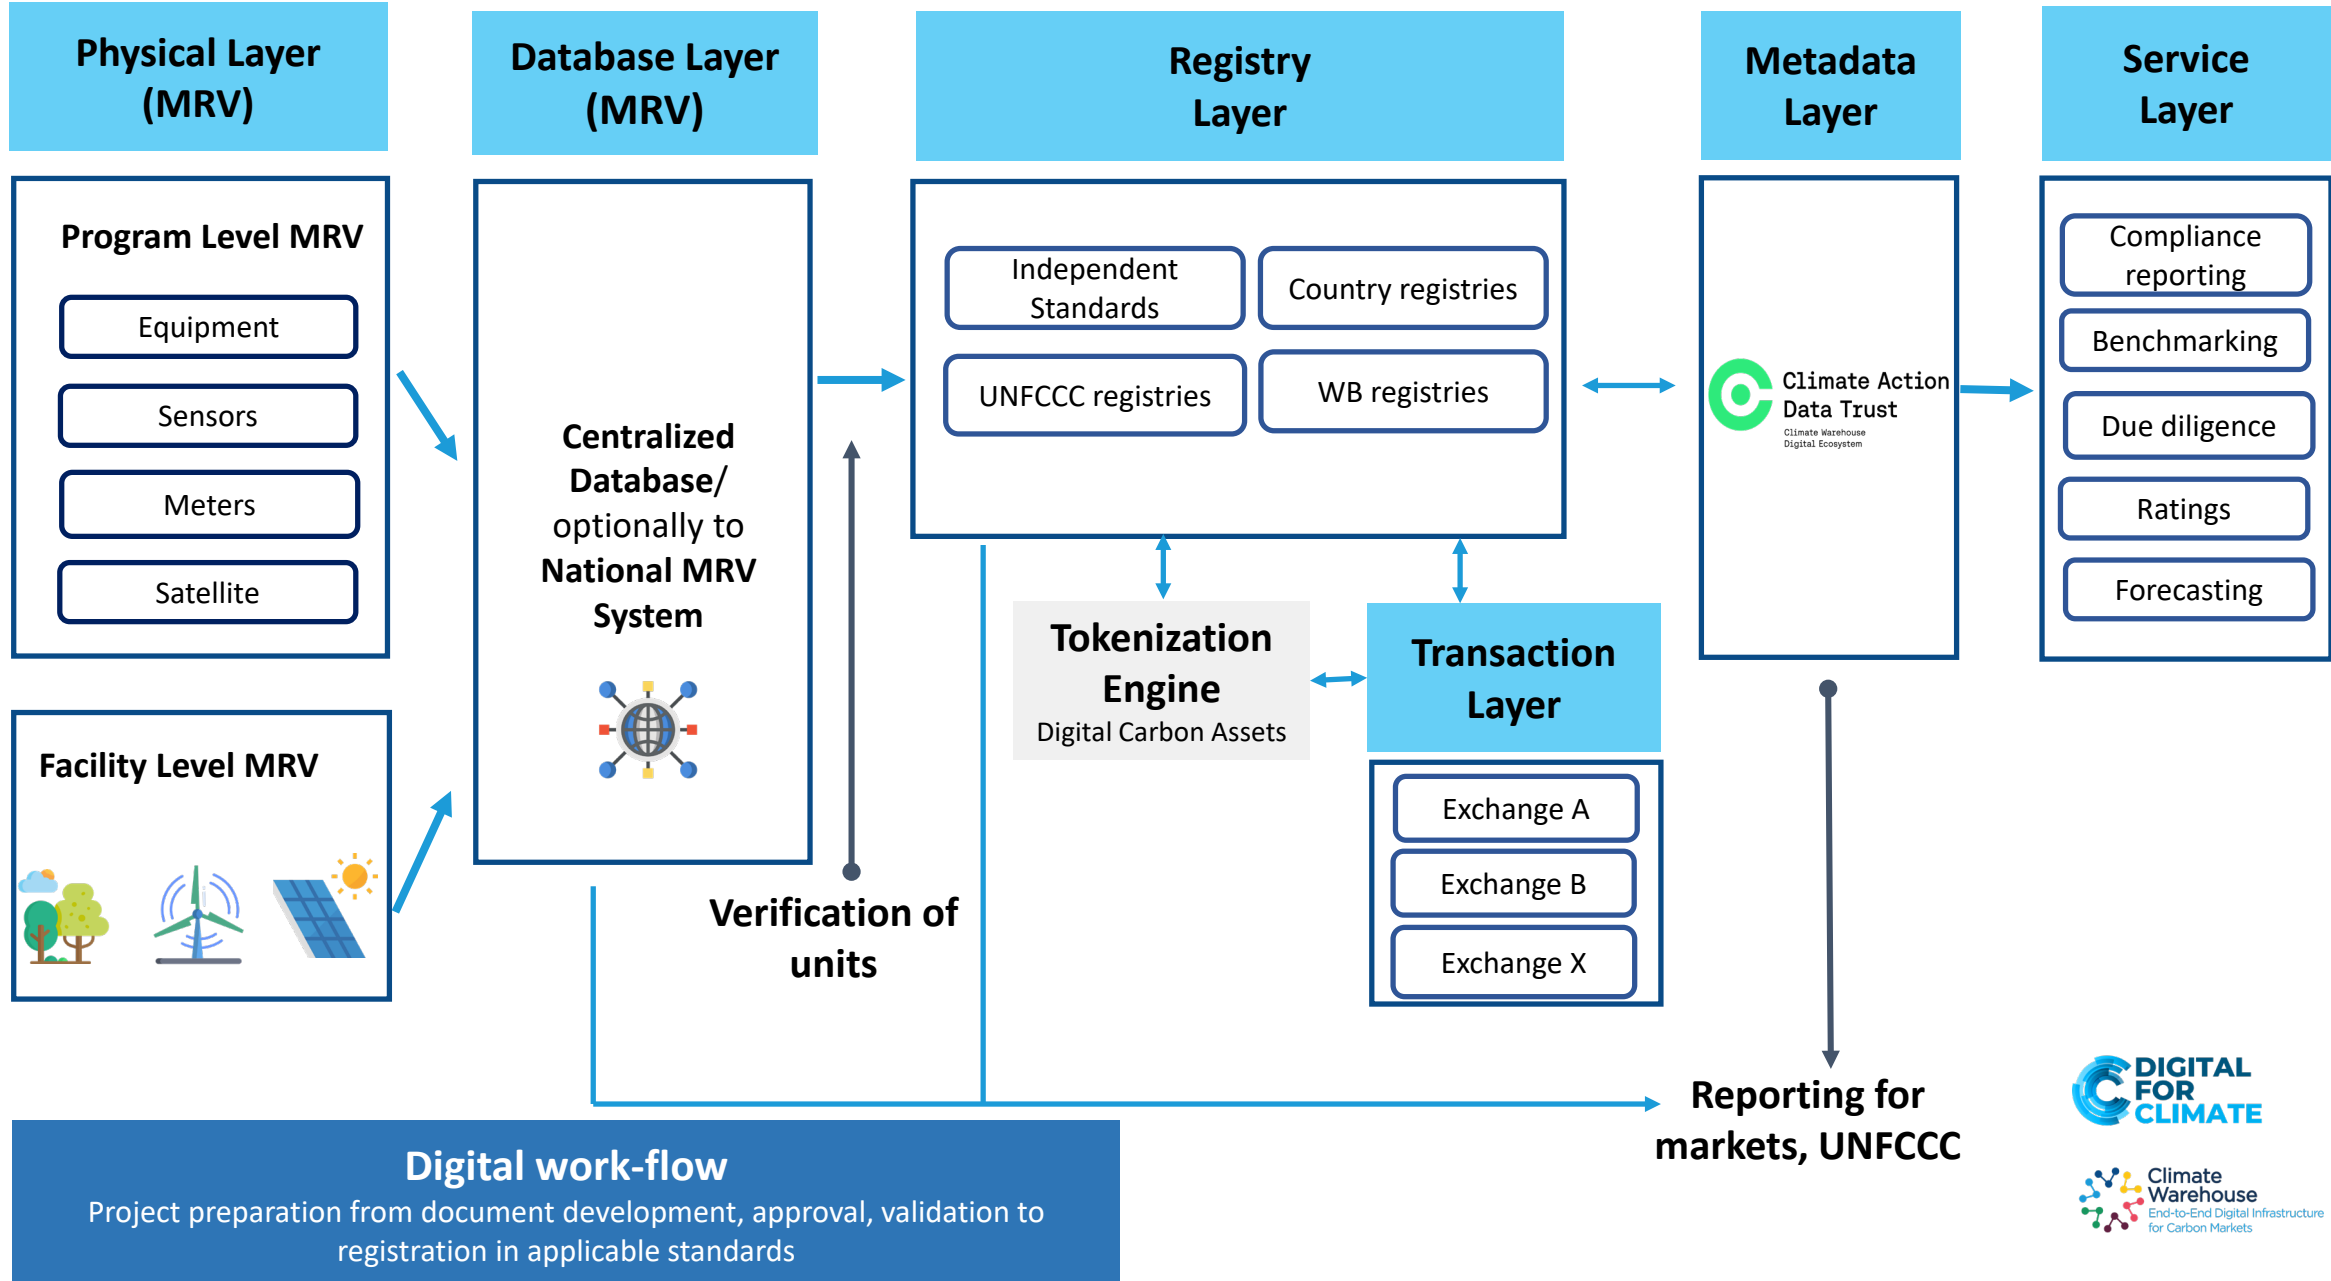 Physical Layer
(MRV)
Program Level MRV
Equipment
Sensors
Meters
Satellite
Facility Level MRV
Database Layer
(MRV)
Centralized
Database/
optionally to
National MRV
System
Verification of
units
Registry
Layer
Independent
Standards
Country registries
UNFCCC registries
WB registries
Tokenization
Engine
Digital Carbon Assets
Transaction
Layer
Exchange A
Exchange B
Exchange X
Metadata
Layer
Climate Action
Data Trust
Climate Warehouse
Digital Ecosystem
Service
Layer
Compliance
reporting
Benchmarking
Due diligence
Ratings
Forecasting
Reporting for
markets, UNFCCC
Digital work-flow
Project preparation from document development, approval, validation to
registration in applicable standards
DIGITAL
FOR
CLIMATE
Climate
Warehouse
End-to-End Digital Infrastructure
for Carbon Markets